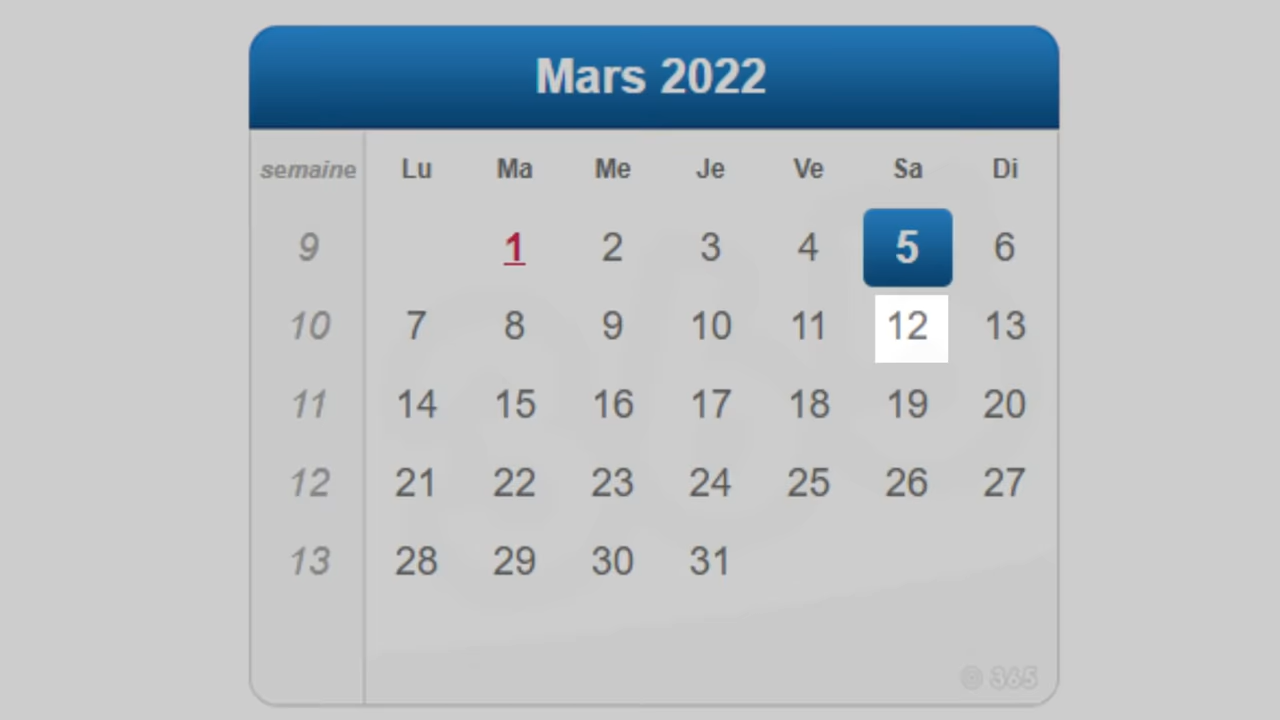 Mars 2022
semaine Lu Ma Me Je Ve Sa Di
9 1 2 3 4 5 6
10 7 8 9 10 11 12 13
11 14 15 16 17 18 19 20
12 21 22 23 24 25 26 27
13 28 29 30 31
© 365